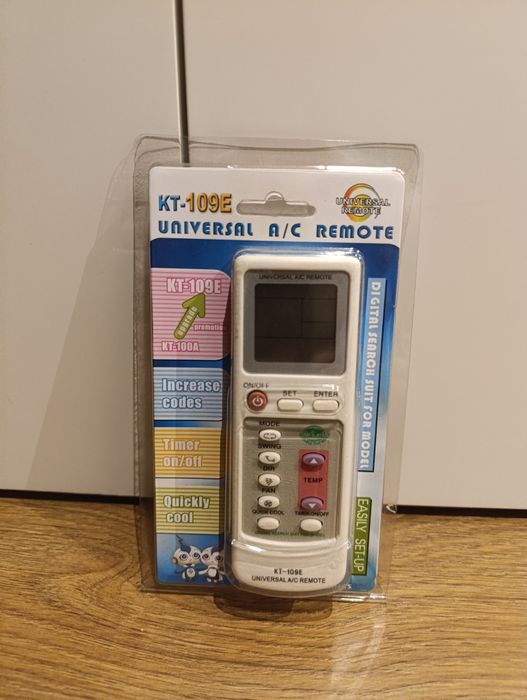 KT-109E
UNIVERSAL A/C REMOTE
UNIVERSAL
REMOTE
KT-109E
upgrade
promotion
KT-100A
Increase
codes
Timer
on/off
Quickly
cool
DIGITAL SEARCH SUIT FOR MODEL
EASILY SET-UP
UNIVERSAL A/C REMOTE
ON/OFF
SET
ENTER
MODE
SWING
DIR
FAN
TEMP
QUICK COOL
TIMER ON/OFF
KT-109E
UNIVERSAL A/C REMOTE